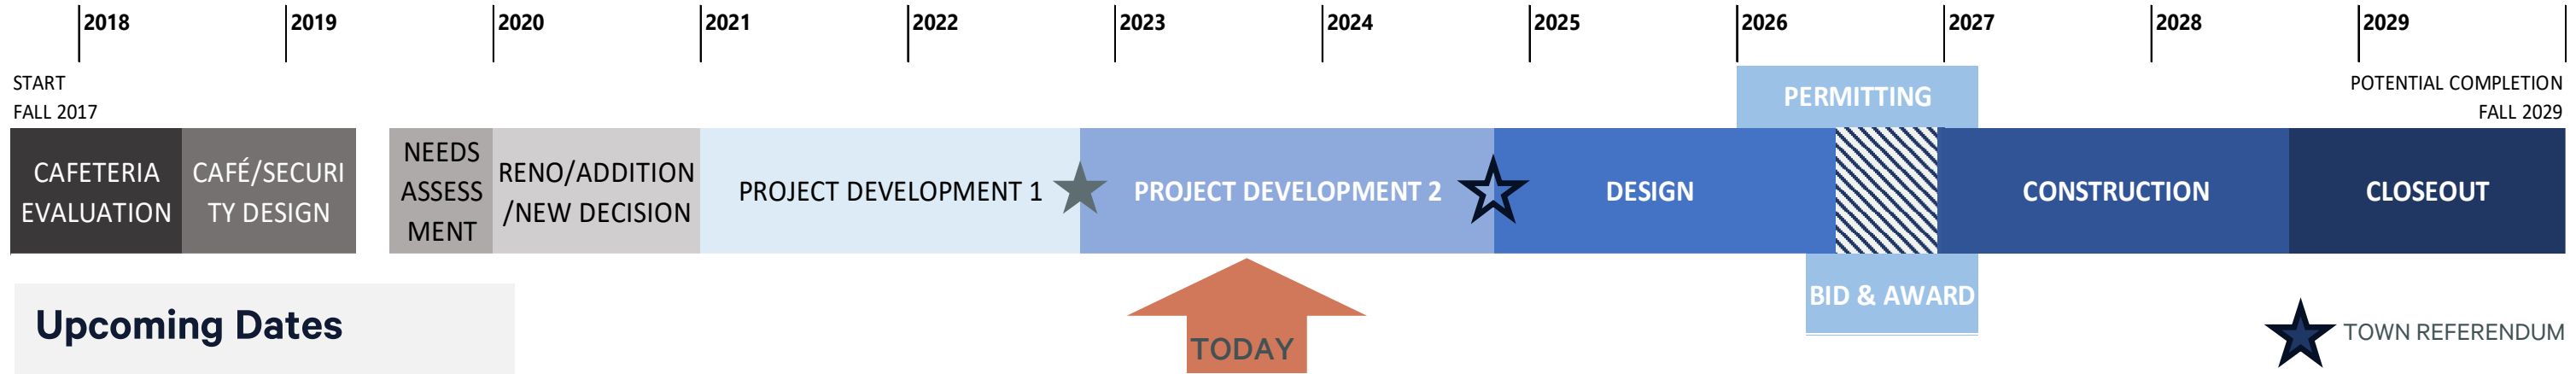 2018 2019 2020 2021 2022 2023 2024 2025 2026 2027 2028 2029
START
FALL 2017
POTENTIAL COMPLETION
FALL 2029
PERMITTING
CAFETERIA
EVALUATION
CAFÉ/SECURI
TY DESIGN
NEEDS
ASSESS
MENT
RENO/ADDITION
/NEW DECISION
PROJECT DEVELOPMENT 1
PROJECT DEVELOPMENT 2
DESIGN
CONSTRUCTION
CLOSEOUT
BID & AWARD
Upcoming Dates
TODAY
TOWN REFERENDUM